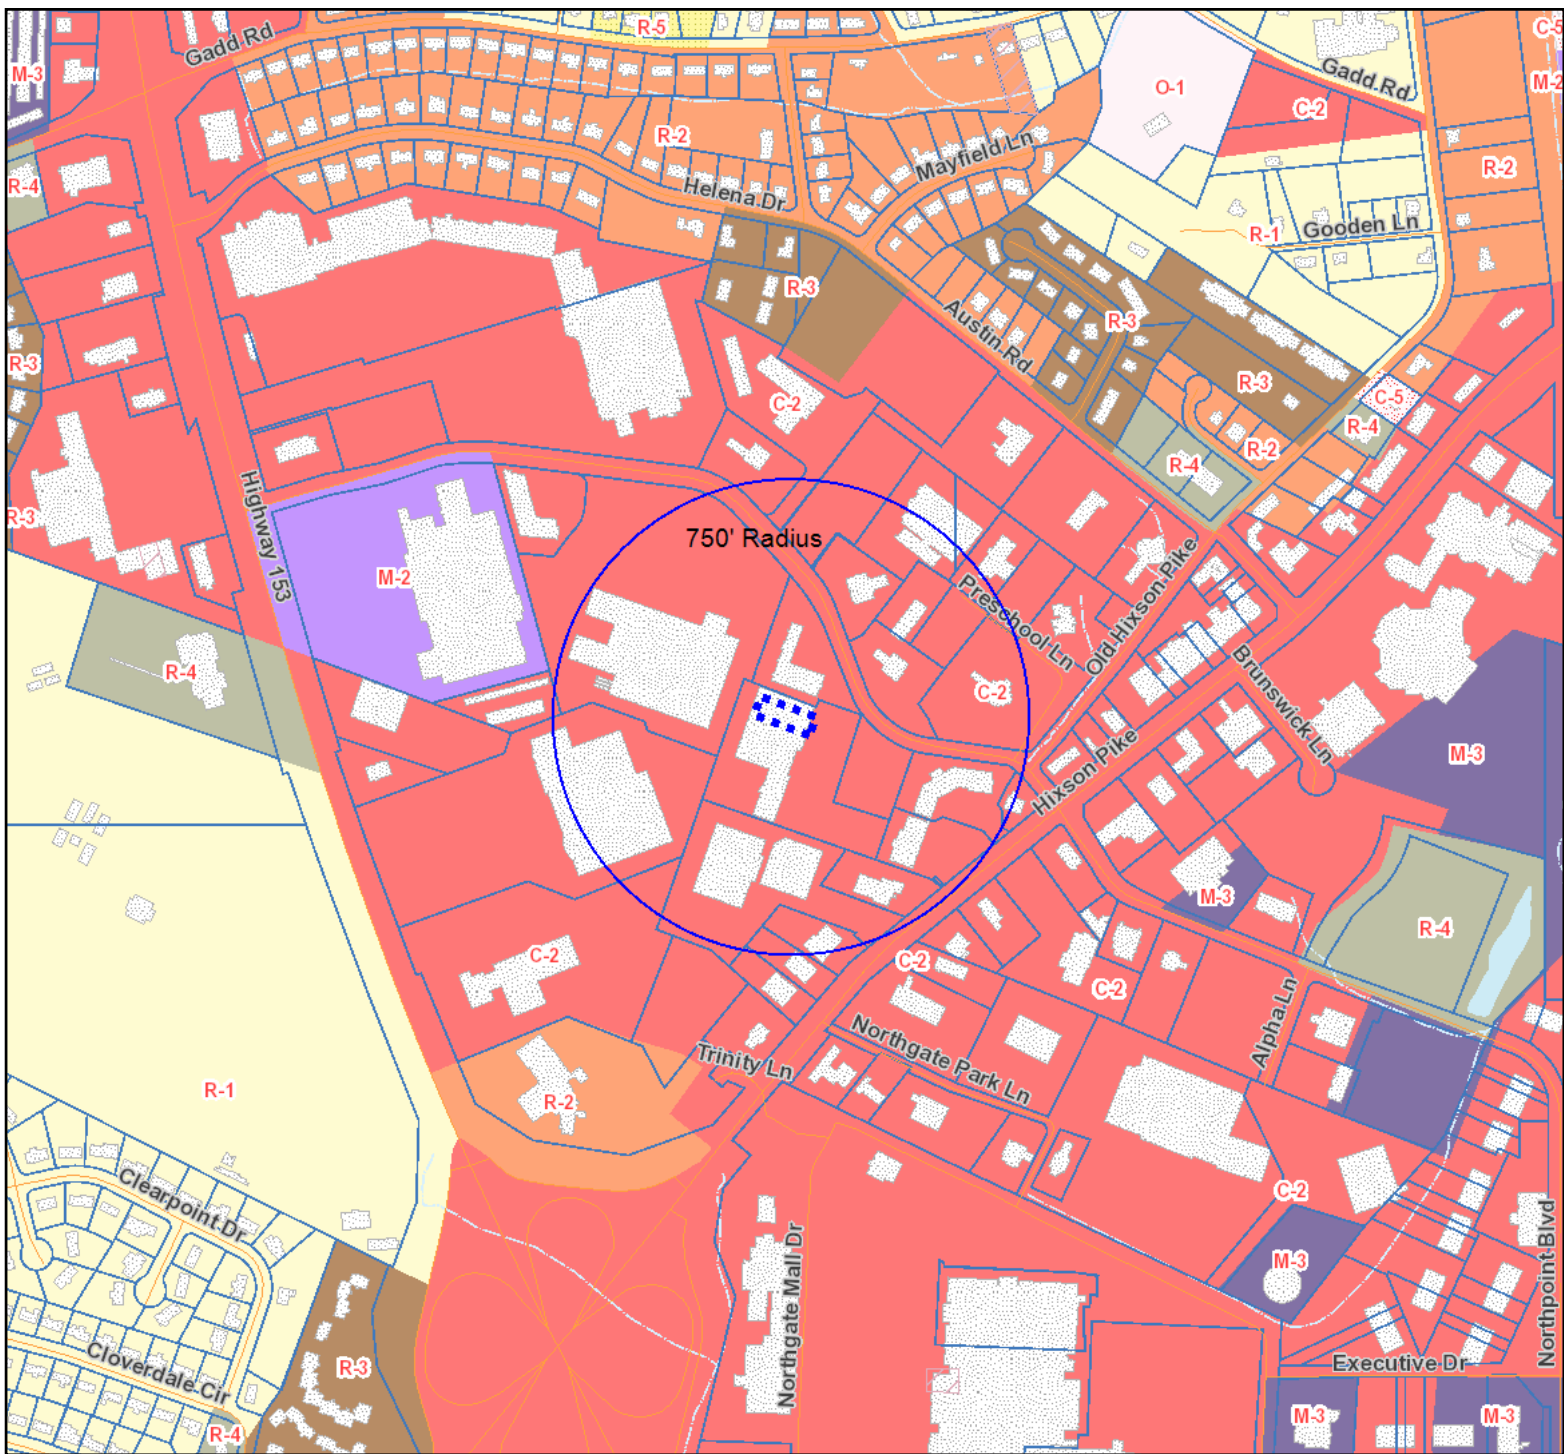 R-5
C-5
Gadd Rd
M-3
Gadd Rd
M-2
O-1
C-2
R-2
R-2
Mayfield Ln
R-4
Helena Dr
Gooden Ln
R-1
R-3
Austin Rd
R-3
R-3
R-3
C-5
C-2
R-4
R-2
R-4
Highway 153
R-3
750' Radius
M-2
Preschool Ln
Old Hixson Pike
R-4
C-2
Brunswick Ln
Hixson Pike
M-3
M-3
R-4
C-2
C-2
C-2
Alpha Ln
Northgate Park Ln
Trinity Ln
R-1
R-2
C-2
Clearpoint Dr
M-3
Northgate Mall Dr
Northpoint Blvd
Cloverdale Cir
R-3
Executive Dr
R-4
M-3
M-3